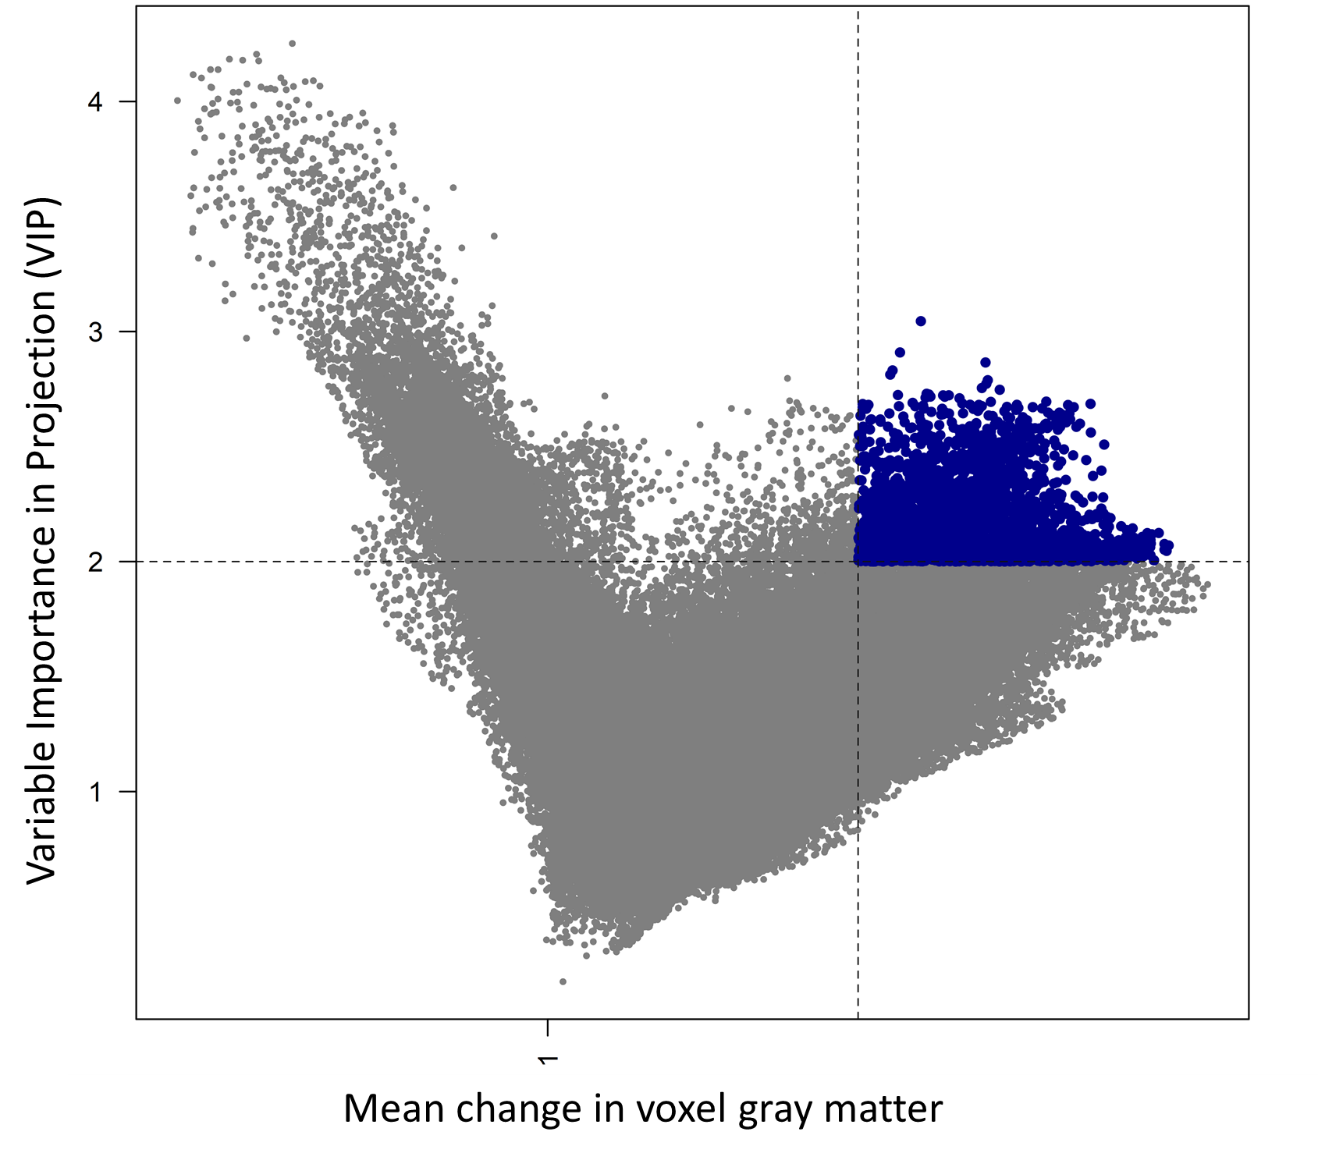 Variable Importance in Projection (VIP)
4
3
2
1
1
Mean change in voxel gray matter